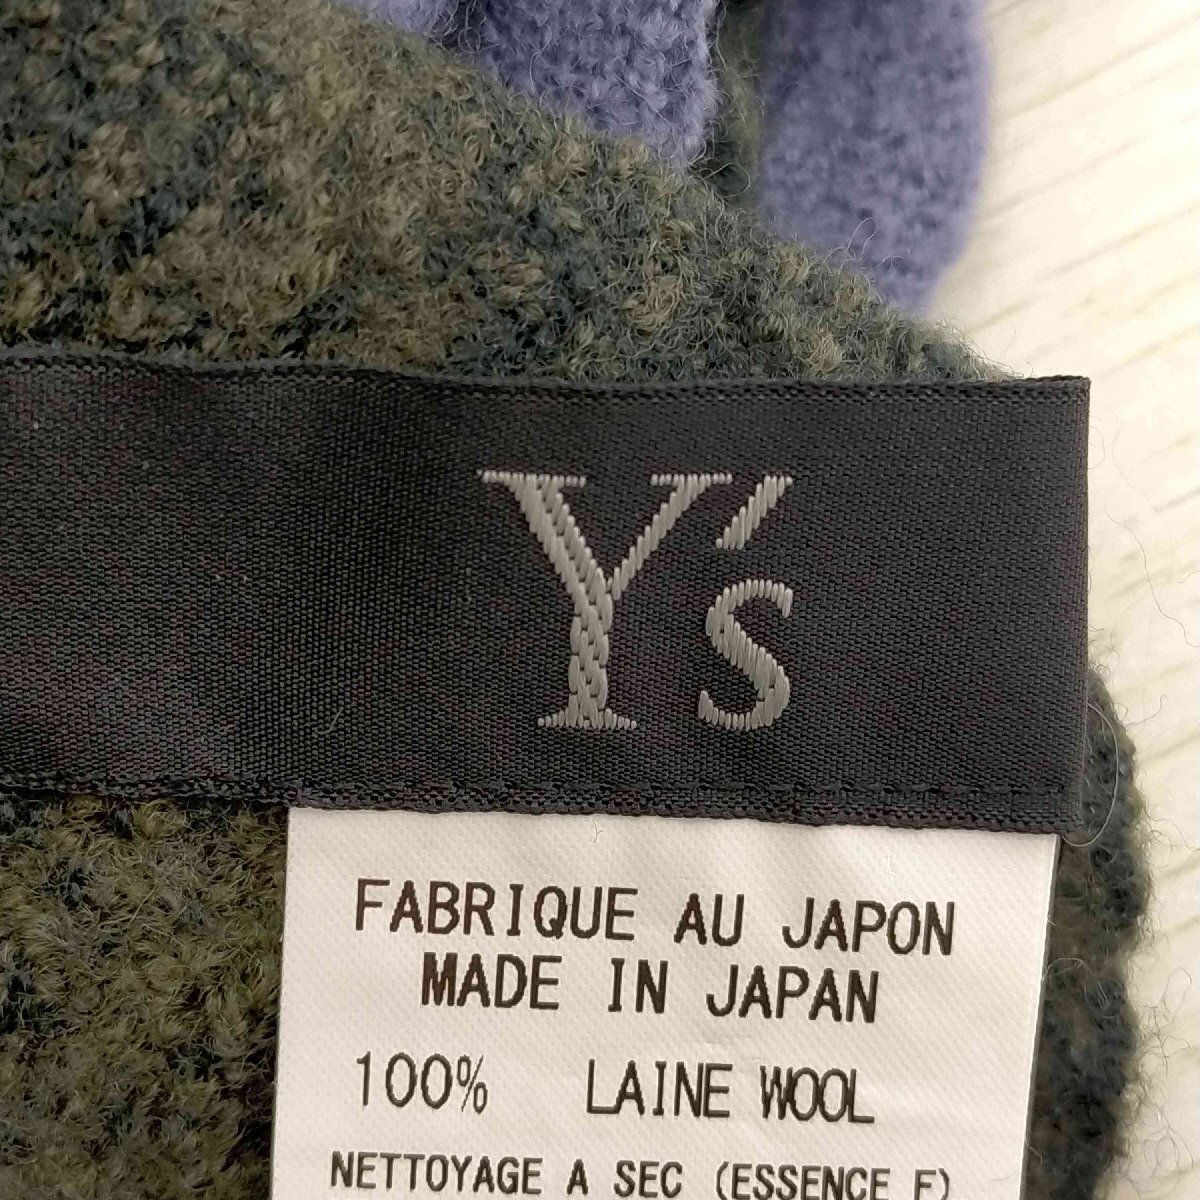 Y's
FABRIQUE AU JAPON
MADE IN JAPAN
100% LAINE WOOL
NETTOYAGE A SEC (ESSENCE F)